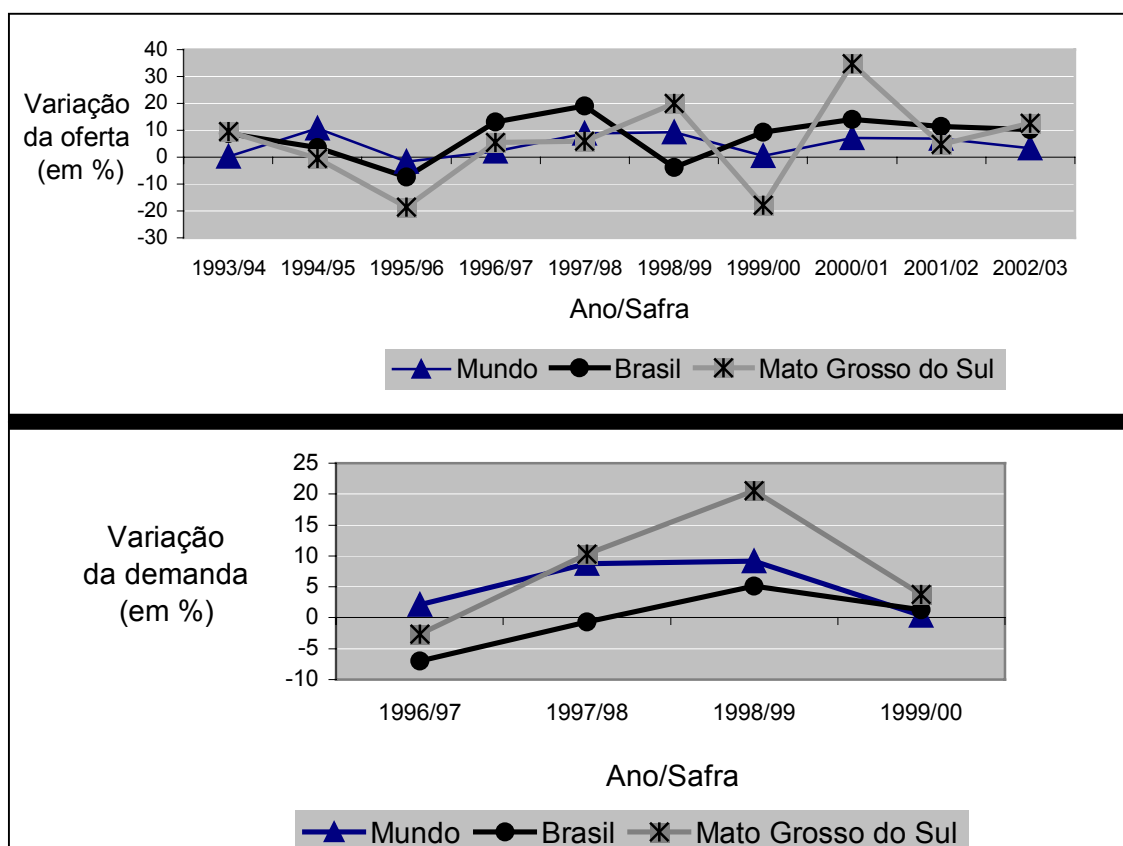 Variação
da oferta
(em %)
40
30
20
10
0
-10
-20
-30
1993/94 1994/95 1995/96 1996/97 1997/98 1998/99 1999/00 2000/01 2001/02 2002/03
Ano/Safra
Mundo Brasil Mato Grosso do Sul
Variação
da demanda
(em %)
25
20
15
10
5
0
-5
-10
1996/97 1997/98 1998/99 1999/00
Ano/Safra
Mundo Brasil Mato Grosso do Sul